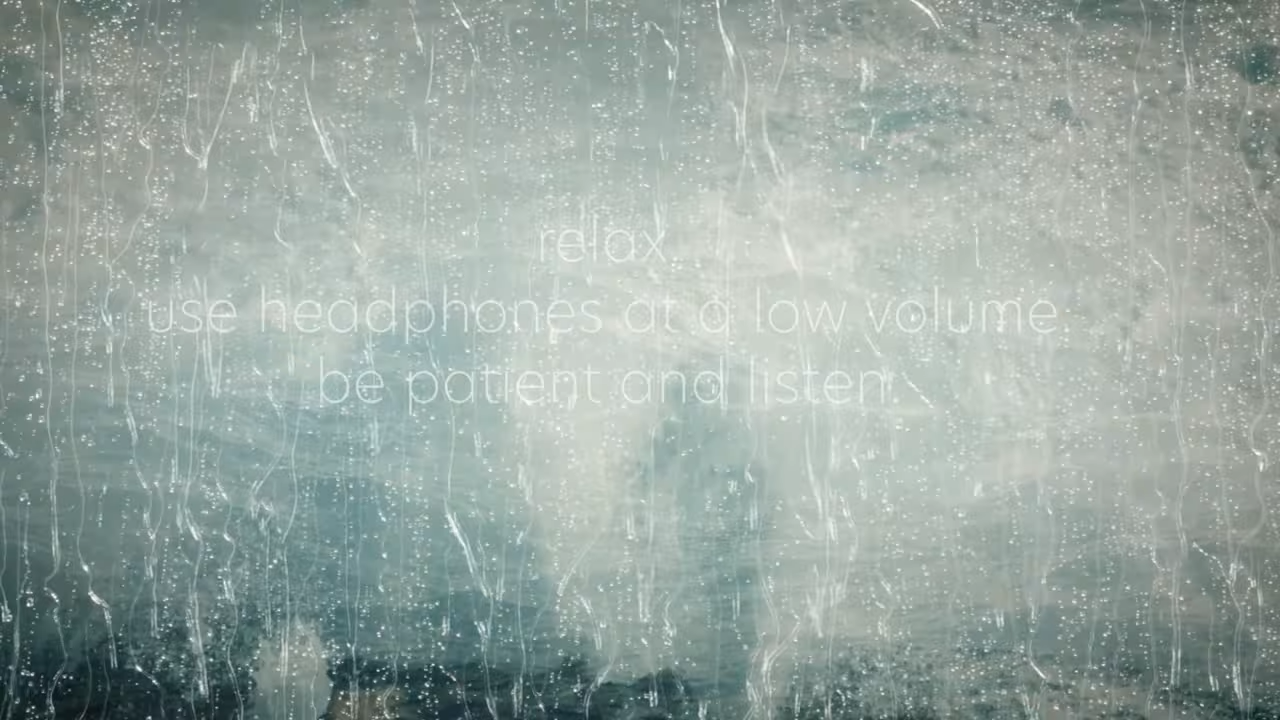 relax.
use headphones at a low volume.
be patient and listen.